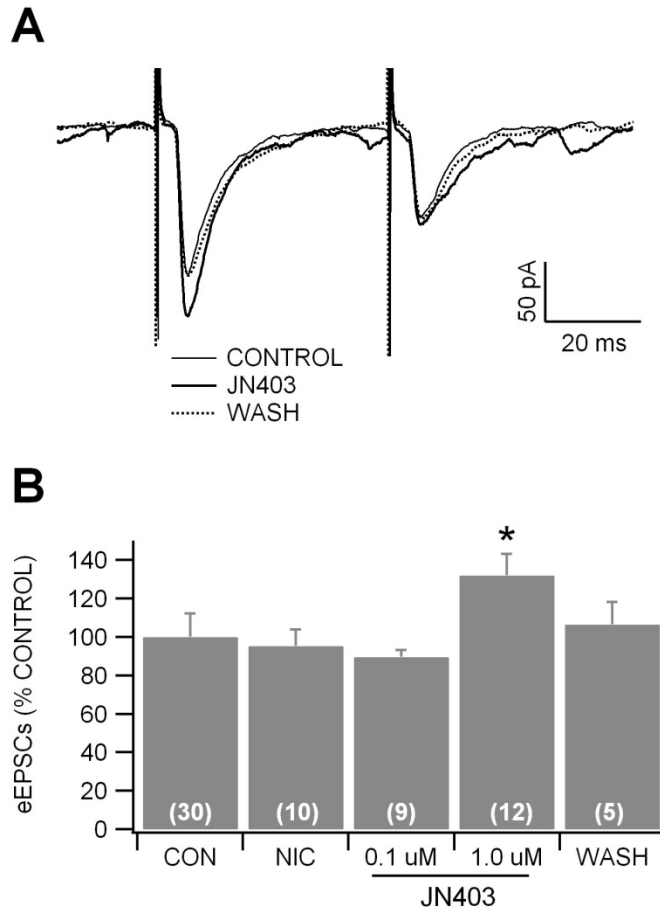 A
50 pA
20 ms
CONTROL
JN403
WASH
B
eEPSCs (% CONTROL)
140
120
100
80
60
40
20
0
*
(30) (10) (9) (12) (5)
CON NIC 0.1 uM 1.0 uM WASH
JN403